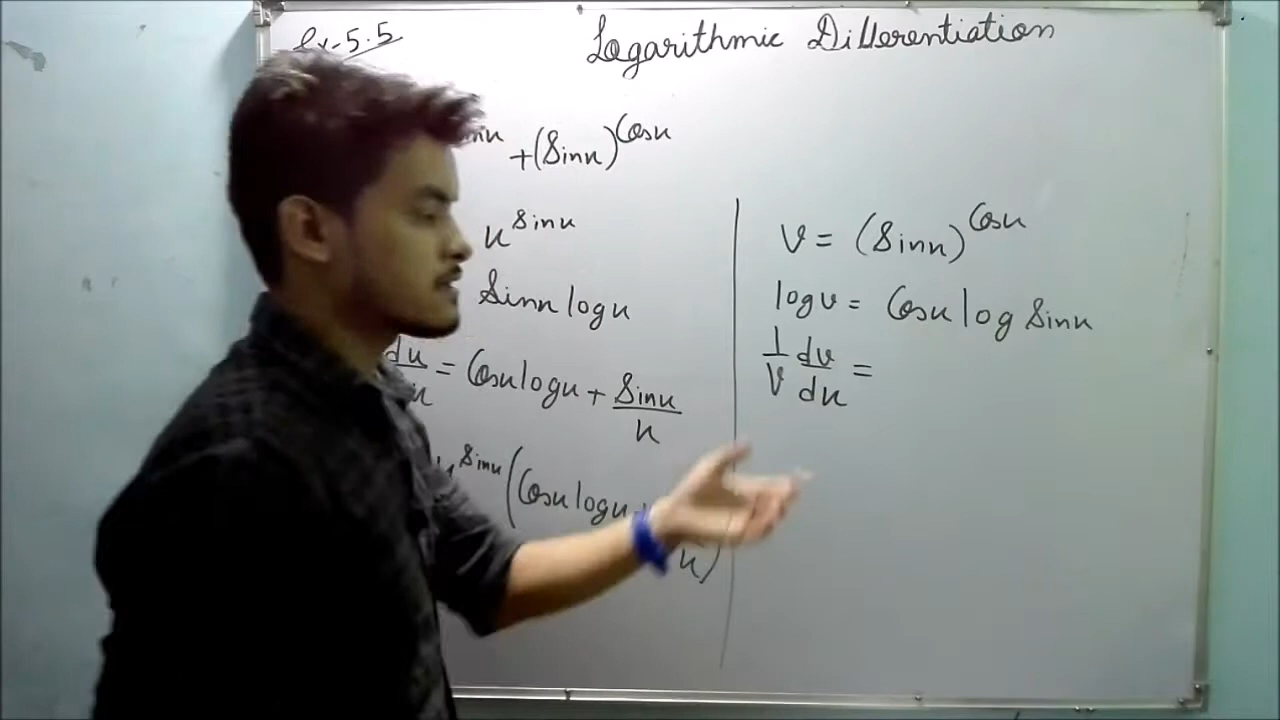 Ex-5.5
Logarithmic Differentiation
+(Sinx)^Cosx
x^Sinx
Sinx logx
du/dx = Cosx logx + Sinx/x
x^Sinx (Cosx logx + x)
v = (Sinx)^Cosx
logv = Cosx log Sinx
1/v dv/dx =